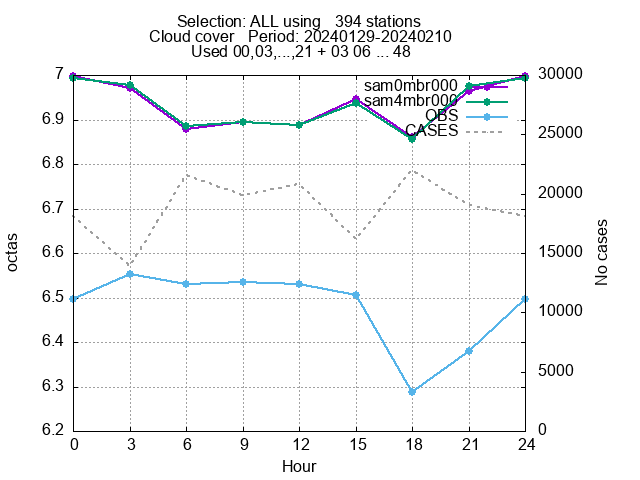 Selection: ALL using   394 stations
Cloud cover   Period: 20240129-20240210
Used 00,03,...,21 + 03 06 ... 48
7 30000
sam0mbr000
sam4mbr000
6.9 OBS 25000
CASES
6.8
6.7 20000
6.6
octas No cases
15000
6.5
10000
6.4
6.3 5000
6.2 0
0 3 6 9 12 15 18 21 24
Hour